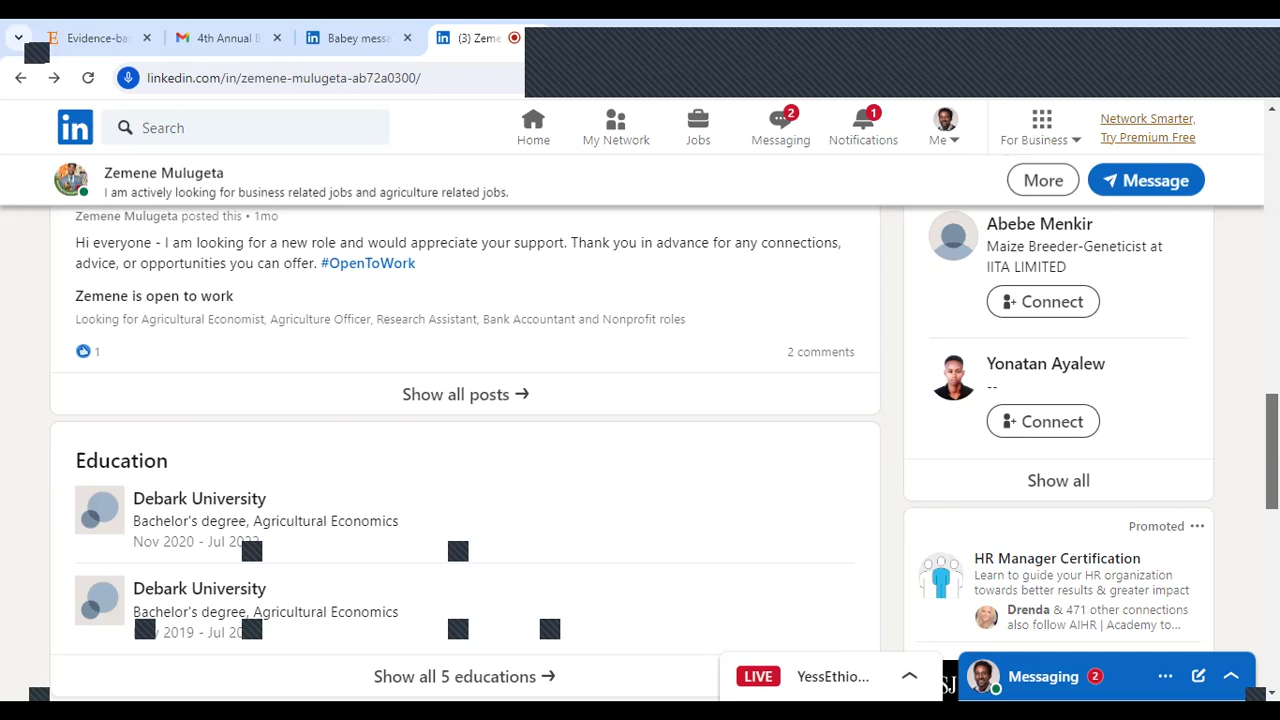 Evidence-ba
4th Annual B
Babey messa
(3) Zeme
linkedin.com/in/zemene-mulugeta-ab72a0300/
in
Search
Home
My Network
Jobs
2
Messaging
1
Notifications
Me
For Business
Network Smarter,
Try Premium Free
Zemene Mulugeta
I am actively looking for business related jobs and agriculture related jobs.
More
Message
Zemene Mulugeta posted this • 1mo
Hi everyone - I am looking for a new role and would appreciate your support. Thank you in advance for any connections,
advice, or opportunities you can offer. #OpenToWork
Zemene is open to work
Looking for Agricultural Economist, Agriculture Officer, Research Assistant, Bank Accountant and Nonprofit roles
1
2 comments
Show all posts →
Education
Debark University
Bachelor's degree, Agricultural Economics
Nov 2020 - Jul
Debark University
Bachelor's degree, Agricultural Economics
2019 - Jul
Show all 5 educations →
Abebe Menkir
Maize Breeder-Geneticist at
IITA LIMITED
Connect
Yonatan Ayalew
--
Connect
Show all
Promoted
HR Manager Certification
Learn to guide your HR organization
towards better results & greater impact
Drenda & 471 other connections
also follow AIHR | Academy to...
LIVE
YessEthio...
SJ
Messaging 2